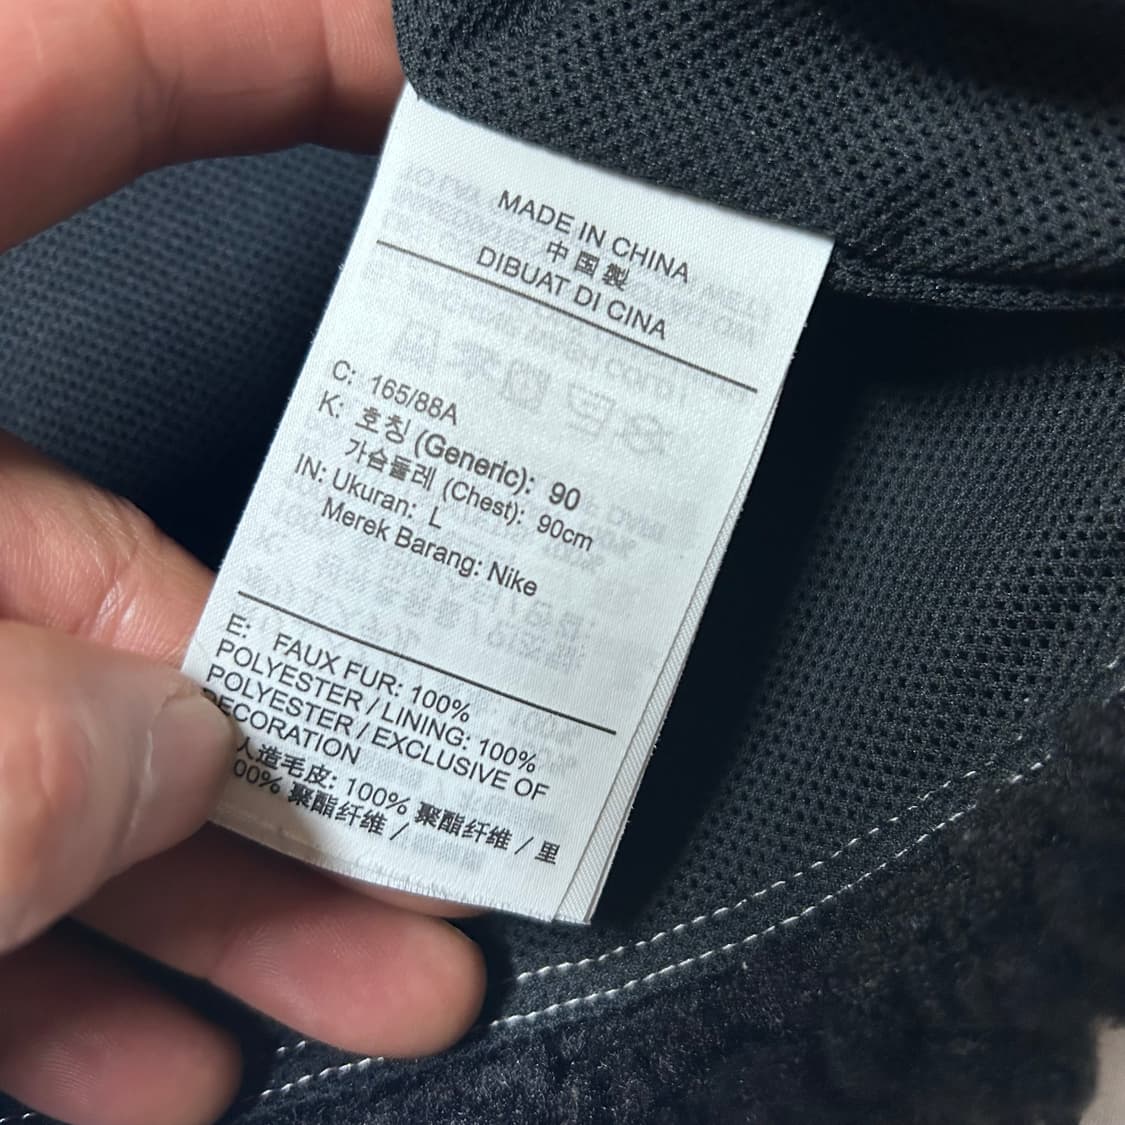 MADE IN CHINA
中国製
DIBUAT DI CINA
C: 165/88A
K: 호칭 (Generic): 90
가슴둘레 (Chest): 90cm
IN: Ukuran: L
Merek Barang: Nike
E: FAUX FUR: 100%
POLYESTER / LINING: 100%
POLYESTER / EXCLUSIVE OF
DECORATION
人造毛皮: 100% 聚酯纤维 / 里
00% 聚酯纤维 /